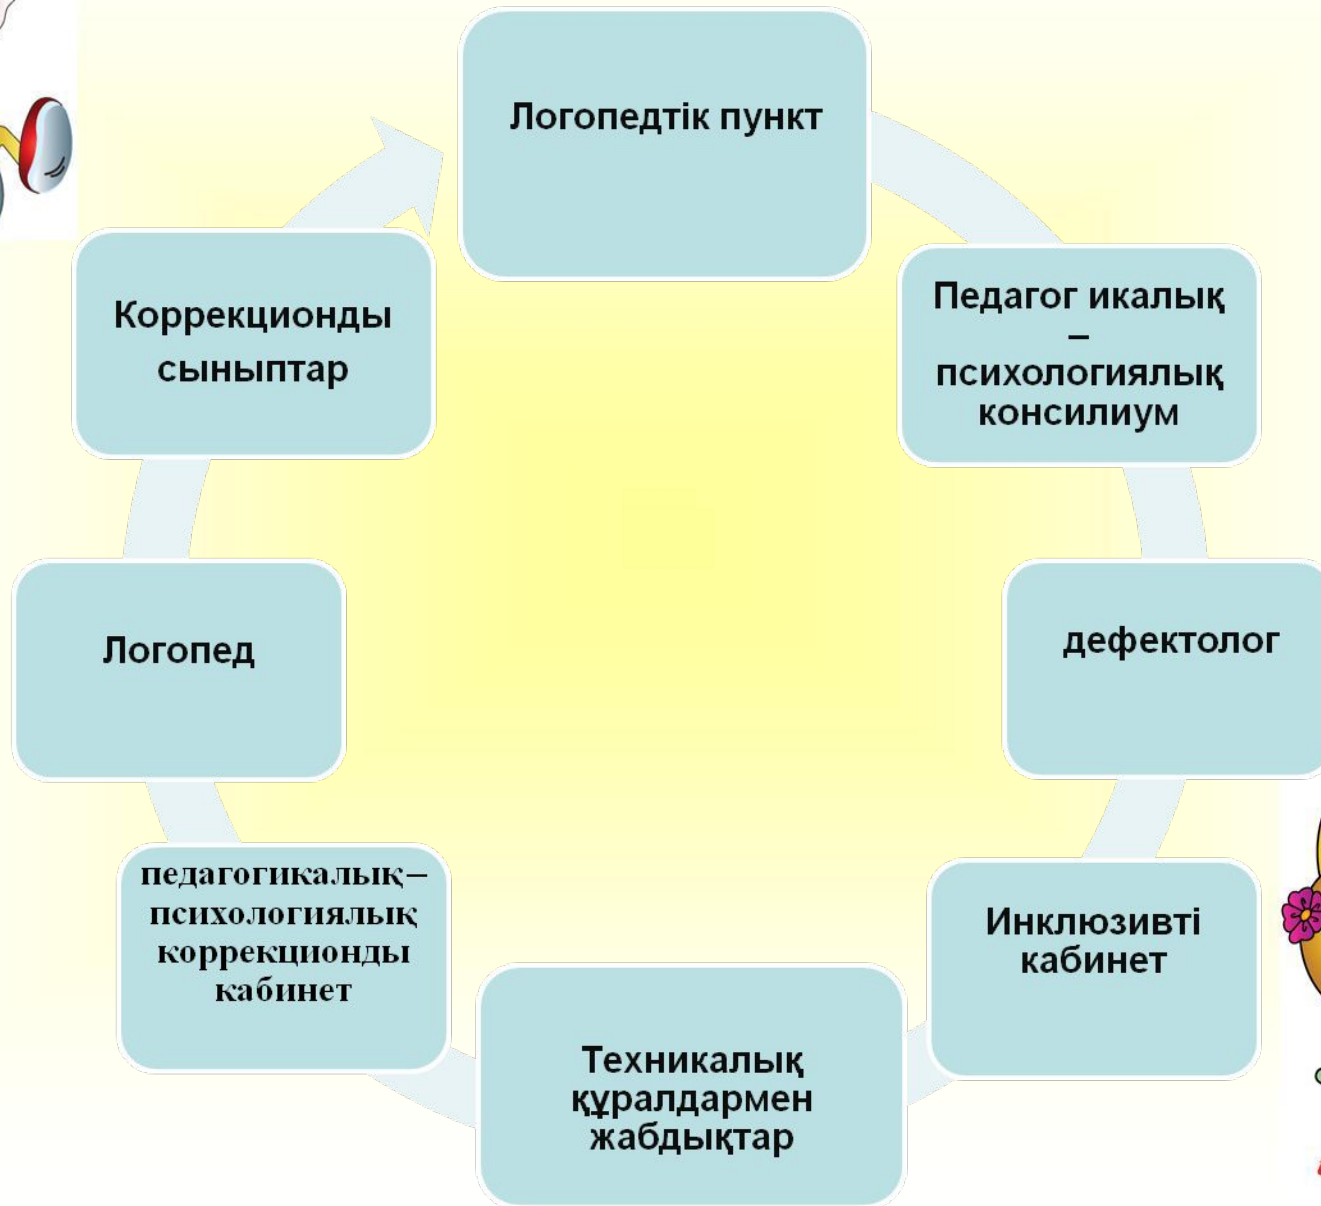 Логопедтік пункт
Педагог икалық
–
психологиялық
консилиум
дефектолог
Инклюзивті
кабинет
Техникалық
құралдармен
жабдықтар
педагогикалық–
психологиялық
коррекционды
кабинет
Логопед
Коррекционды
сыныптар